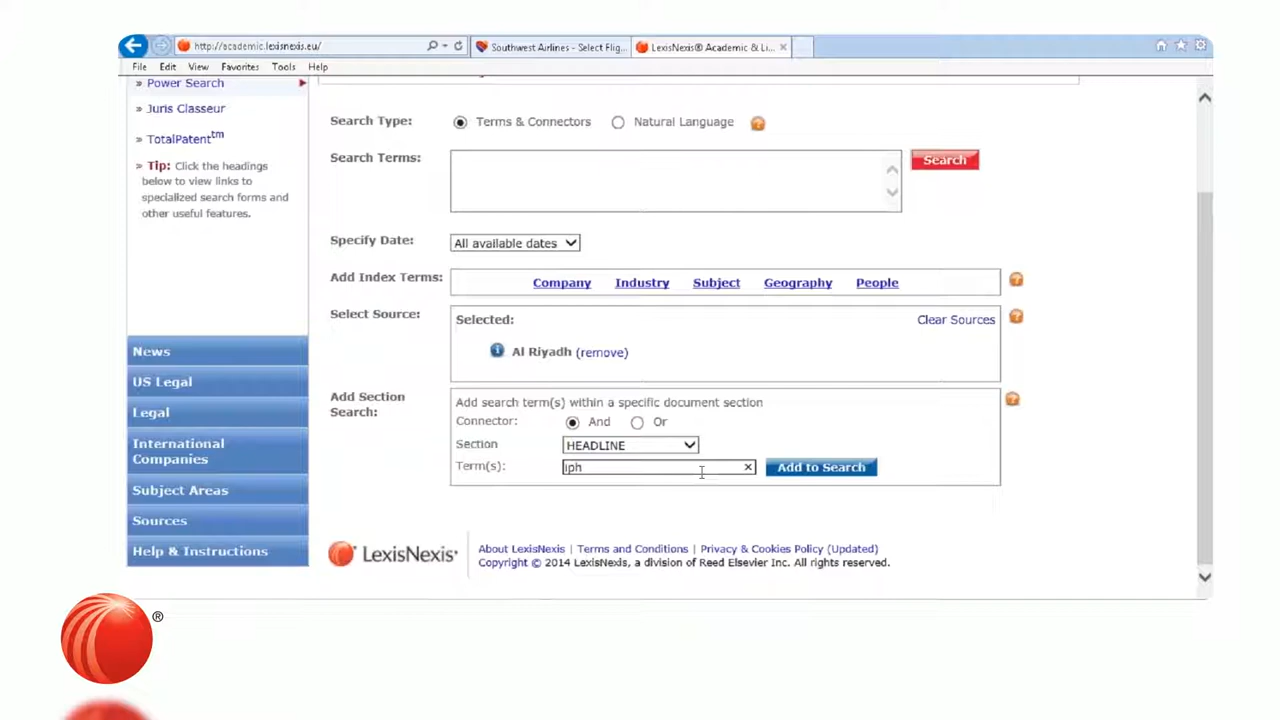 http://academic.lexisnexis.eu/
Southwest Airlines - Select Flig...
LexisNexis® Academic & Li...
File Edit View Favorites Tools Help
» Power Search
» Juris Classeur
» TotalPatent™
» Tip: Click the headings
below to view links to
specialized search forms and
other useful features.
News
US Legal
Legal
International
Companies
Subject Areas
Sources
Help & Instructions
Search Type: Terms & Connectors Natural Language
Search Terms: Search
Specify Date: All available dates
Add Index Terms: Company Industry Subject Geography People
Select Source: Selected: Clear Sources
Al Riyadh (remove)
Add Section
Search:
Add search term(s) within a specific document section
Connector: And Or
Section HEADLINE
Term(s): iph × Add to Search
LexisNexis®
About LexisNexis | Terms and Conditions | Privacy & Cookies Policy (Updated)
Copyright © 2014 LexisNexis, a division of Reed Elsevier Inc. All rights reserved.
®